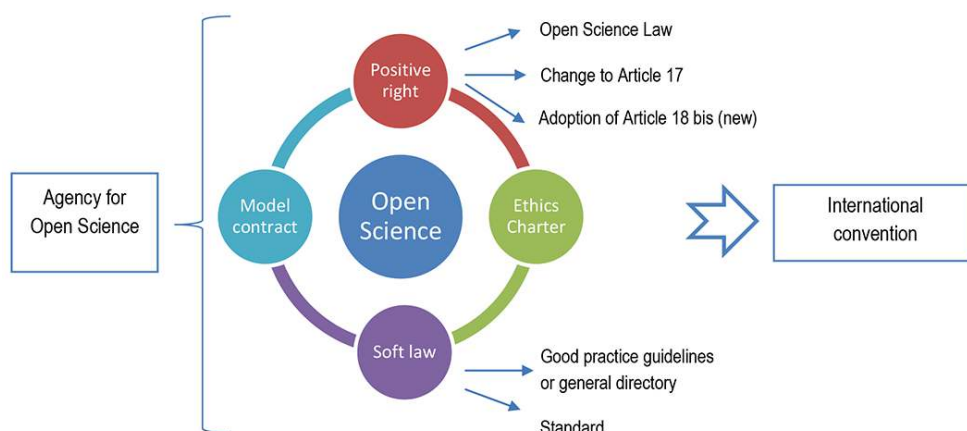 Open Science Law
Positive
right
Change to Article 17
Adoption of Article 18 bis (new)
Agency for
Open Science
Model
contract
Open
Science
Ethics
Charter
International
convention
Soft law
Good practice guidelines
or general directory
Standard